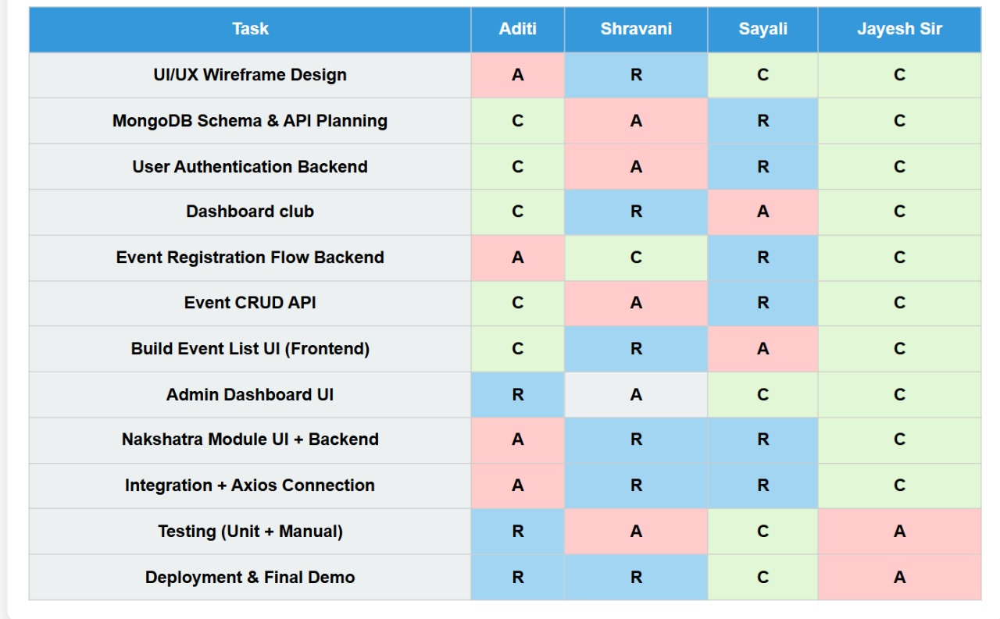 Task Aditi Shravani Sayali Jayesh Sir
UI/UX Wireframe Design A R C C
MongoDB Schema & API Planning C A R C
User Authentication Backend C A R C
Dashboard club C R A C
Event Registration Flow Backend A C R C
Event CRUD API C A R C
Build Event List UI (Frontend) C R A C
Admin Dashboard UI R A C C
Nakshatra Module UI + Backend A R R C
Integration + Axios Connection A R R C
Testing (Unit + Manual) R A C A
Deployment & Final Demo R R C A